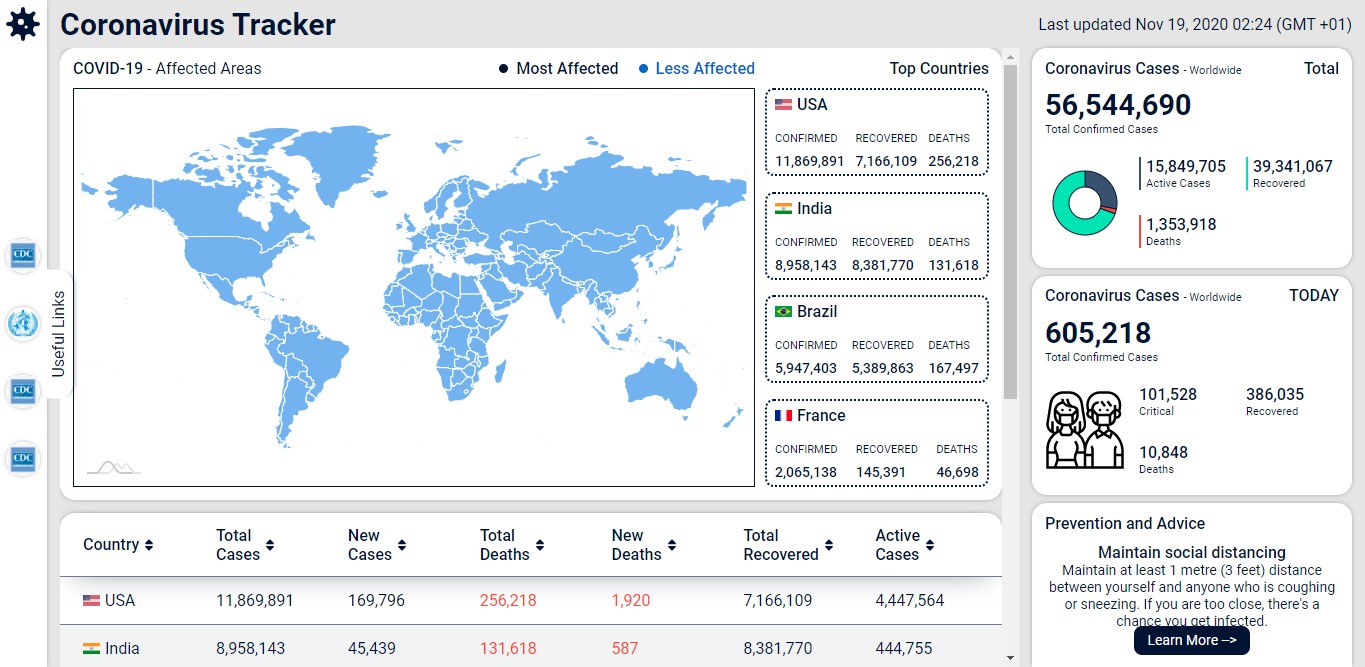 Coronavirus Tracker
Last updated Nov 19, 2020 02:24 (GMT +01)
CDC
CDC
CDC
Useful Links
COVID-19 - Affected Areas
Most Affected
Less Affected
Top Countries
USA
CONFIRMED RECOVERED DEATHS
11,869,891 7,166,109 256,218
India
CONFIRMED RECOVERED DEATHS
8,958,143 8,381,770 131,618
Brazil
CONFIRMED RECOVERED DEATHS
5,947,403 5,389,863 167,497
France
CONFIRMED RECOVERED DEATHS
2,065,138 145,391 46,698
Country Total Cases New Cases Total Deaths New Deaths Total Recovered Active Cases
USA 11,869,891 169,796 256,218 1,920 7,166,109 4,447,564
India 8,958,143 45,439 131,618 587 8,381,770 444,755
Coronavirus Cases - Worldwide Total
56,544,690
Total Confirmed Cases
15,849,705 39,341,067
Active Cases Recovered
1,353,918
Deaths
Coronavirus Cases - Worldwide TODAY
605,218
Total Confirmed Cases
101,528 386,035
Critical Recovered
10,848
Deaths
Prevention and Advice
Maintain social distancing
Maintain at least 1 metre (3 feet) distance
between yourself and anyone who is coughing
or sneezing. If you are too close, there's a
chance you get infected.
Learn More -->